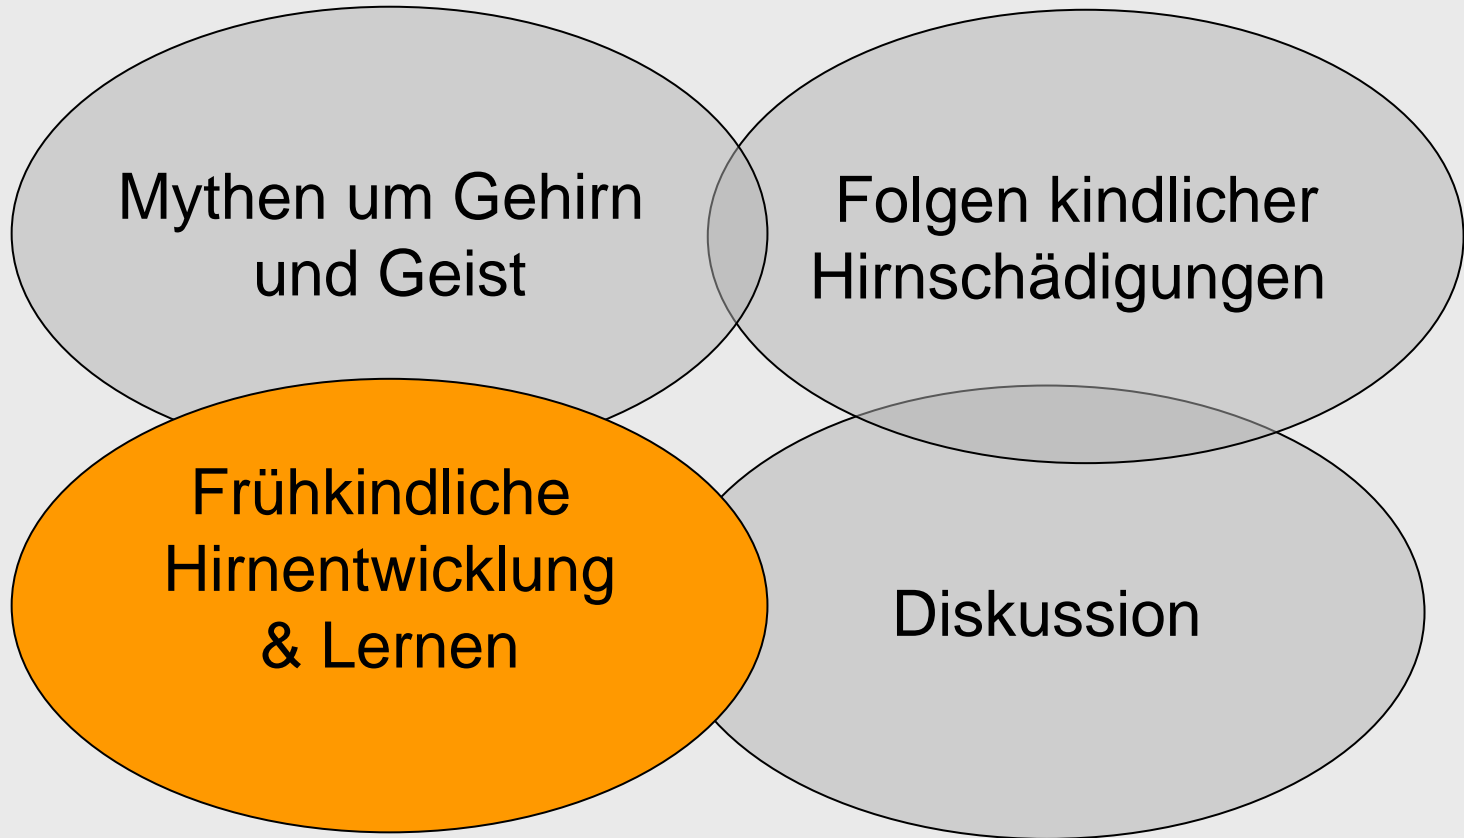 Mythen um Gehirn
und Geist
Folgen kindlicher
Hirnschädigungen
Frühkindliche
Hirnentwicklung
& Lernen
Diskussion